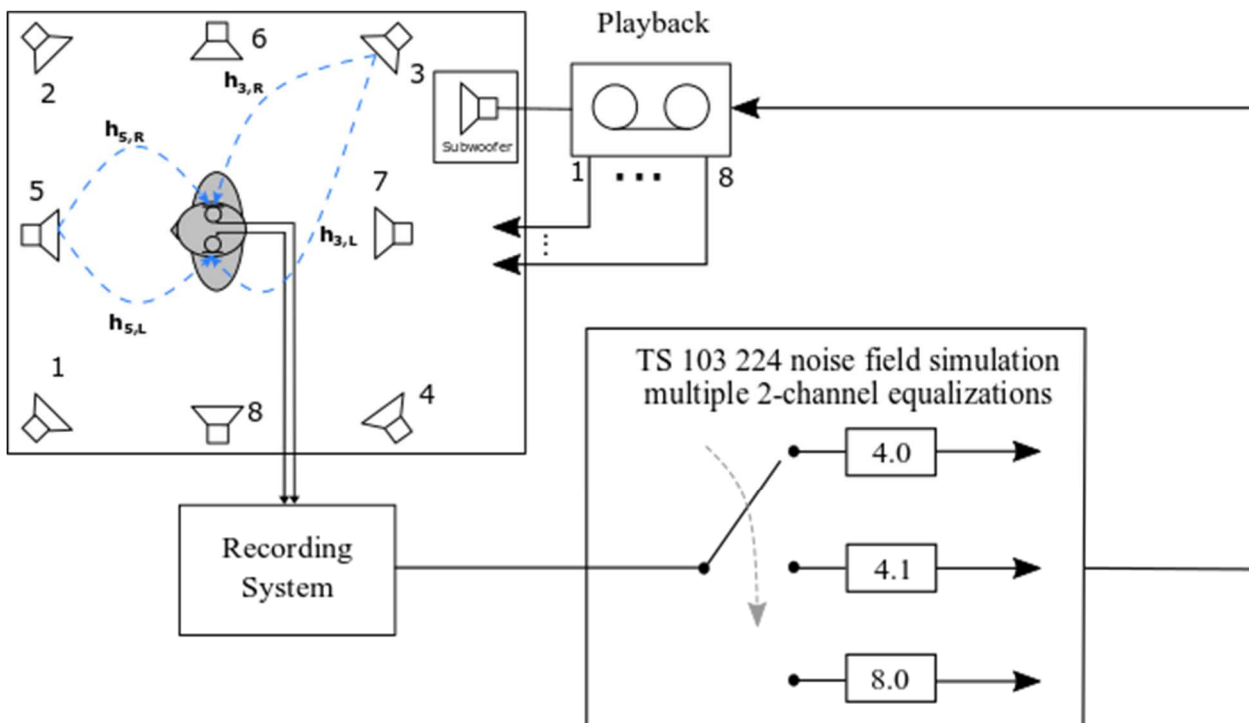 Playback
2
6
3
h3,R
Subwoofer
1
...
8
h5,R
5
7
h3,L
h5,L
1
8
4
TS 103 224 noise field simulation
multiple 2-channel equalizations
4.0
4.1
8.0
Recording
System